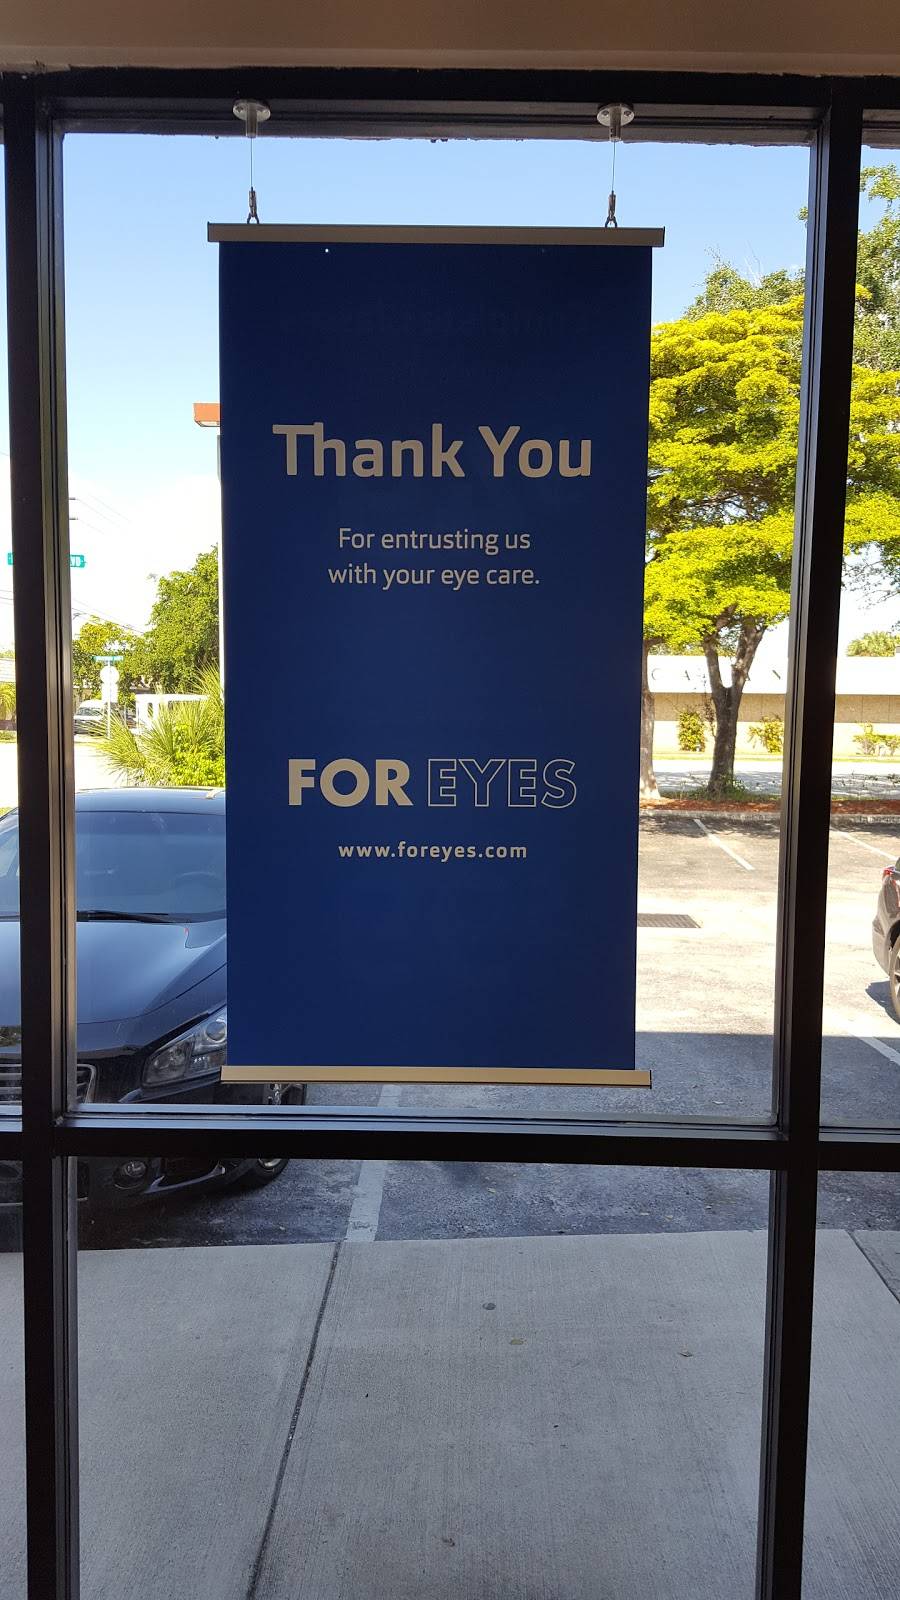 Thank You
For entrusting us
with your eye care.
FOR EYES
www.foreyes.com